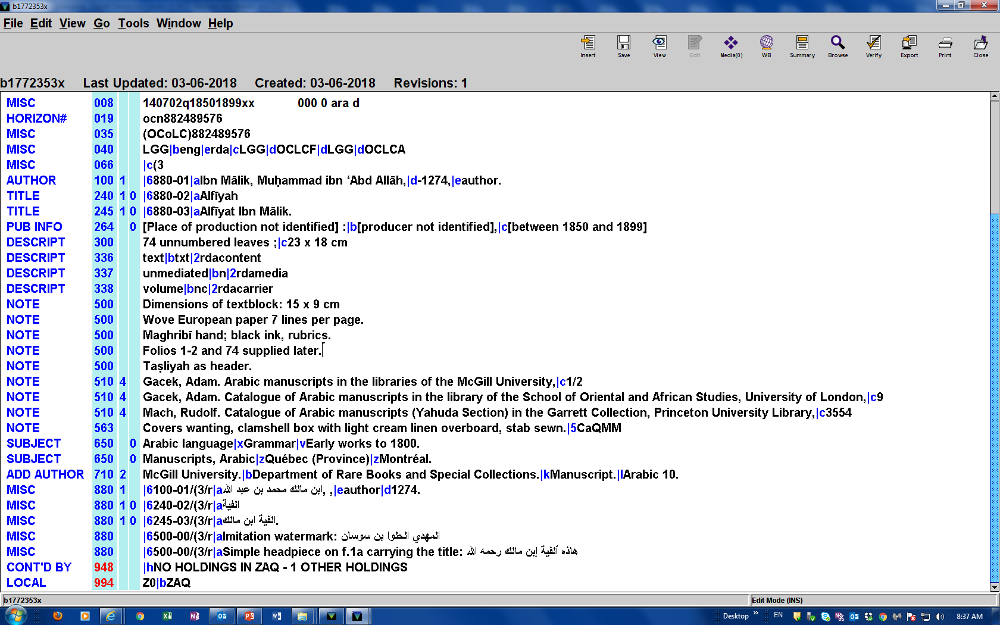 b1772353x
File Edit View Go Tools Window Help
Insert Save View Edit Media(0) WB Summary Browse Verify Export Print Close
b1772353x Last Updated: 03-06-2018 Created: 03-06-2018 Revisions: 1
MISC 008 140702q18501899xx 000 0 ara d
HORIZON# 019 ocn882489576
MISC 035 (OCoLC)882489576
MISC 040 LGG|beng|erda|cLGG|dOCLCF|dLGG|dOCLCA
MISC 066 |c(3
AUTHOR 100 1 |6880-01|aIbn Mālik, Muḥammad ibn ʻAbd Allāh,|d-1274,|eauthor.
TITLE 240 1 0 |6880-02|aAlfīyah
TITLE 245 1 0 |6880-03|aAlfīyat Ibn Mālik.
PUB INFO 264 0 [Place of production not identified] :|b[producer not identified],|c[between 1850 and 1899]
DESCRIPT 300 74 unnumbered leaves ;|c23 x 18 cm
DESCRIPT 336 text|btxt|2rdacontent
DESCRIPT 337 unmediated|bn|2rdamedia
DESCRIPT 338 volume|bnc|2rdacarrier
NOTE 500 Dimensions of textblock: 15 x 9 cm
NOTE 500 Wove European paper 7 lines per page.
NOTE 500 Maghribī hand; black ink, rubrics.
NOTE 500 Folios 1-2 and 74 supplied later.
NOTE 500 Taṣliyah as header.
NOTE 510 4 Gacek, Adam. Arabic manuscripts in the libraries of the McGill University,|c1/2
NOTE 510 4 Gacek, Adam. Catalogue of Arabic manuscripts in the library of the School of Oriental and African Studies, University of London,|c9
NOTE 510 4 Mach, Rudolf. Catalogue of Arabic manuscripts (Yahuda Section) in the Garrett Collection, Princeton University Library,|c3554
NOTE 563 Covers wanting, clamshell box with light cream linen overboard, stab sewn.|5CaQMM
SUBJECT 650 0 Arabic language|xGrammar|vEarly works to 1800.
SUBJECT 650 0 Manuscripts, Arabic|zQuébec (Province)|zMontréal.
ADD AUTHOR 710 2 McGill University.|bDepartment of Rare Books and Special Collections.|kManuscript.|lArabic 10.
MISC 880 1 |6100-01/(3/r|aابن مالك محمد بن عبد الله, ,|eauthor|d1274.
MISC 880 1 0 |6240-02/(3/r|aالفية
MISC 880 1 0 |6245-03/(3/r|aالفية ابن مالك.
MISC 880 |6500-00/(3/r|aImitation watermark: المهدي الحلوا بن سوسان
MISC 880 |6500-00/(3/r|aSimple headpiece on f.1a carrying the title: هاذه ألفية إبن مالك رحمه الله
CONT'D BY 948 |hNO HOLDINGS IN ZAQ - 1 OTHER HOLDINGS
LOCAL 994 Z0|bZAQ
b1772353x Edit Mode (INS)
Desktop EN 8:37 AM